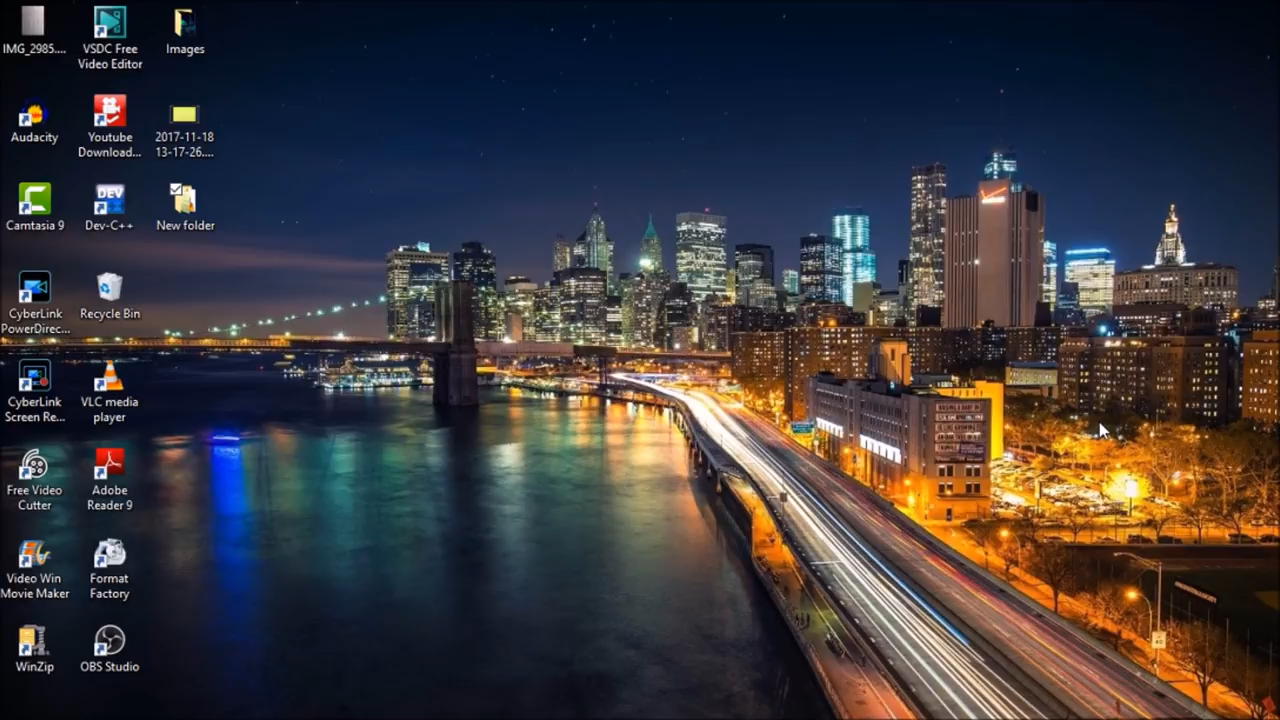 IMG_2985....
VSDC Free
Video Editor
Images
Audacity
Youtube
Download...
2017-11-18
13-17-26....
Camtasia 9
DEV
Dev-C++
New folder
CyberLink
PowerDirec...
Recycle Bin
CyberLink
Screen Re...
VLC media
player
Free Video
Cutter
Adobe
Reader 9
Video Win
Movie Maker
Format
Factory
WinZip
OBS Studio